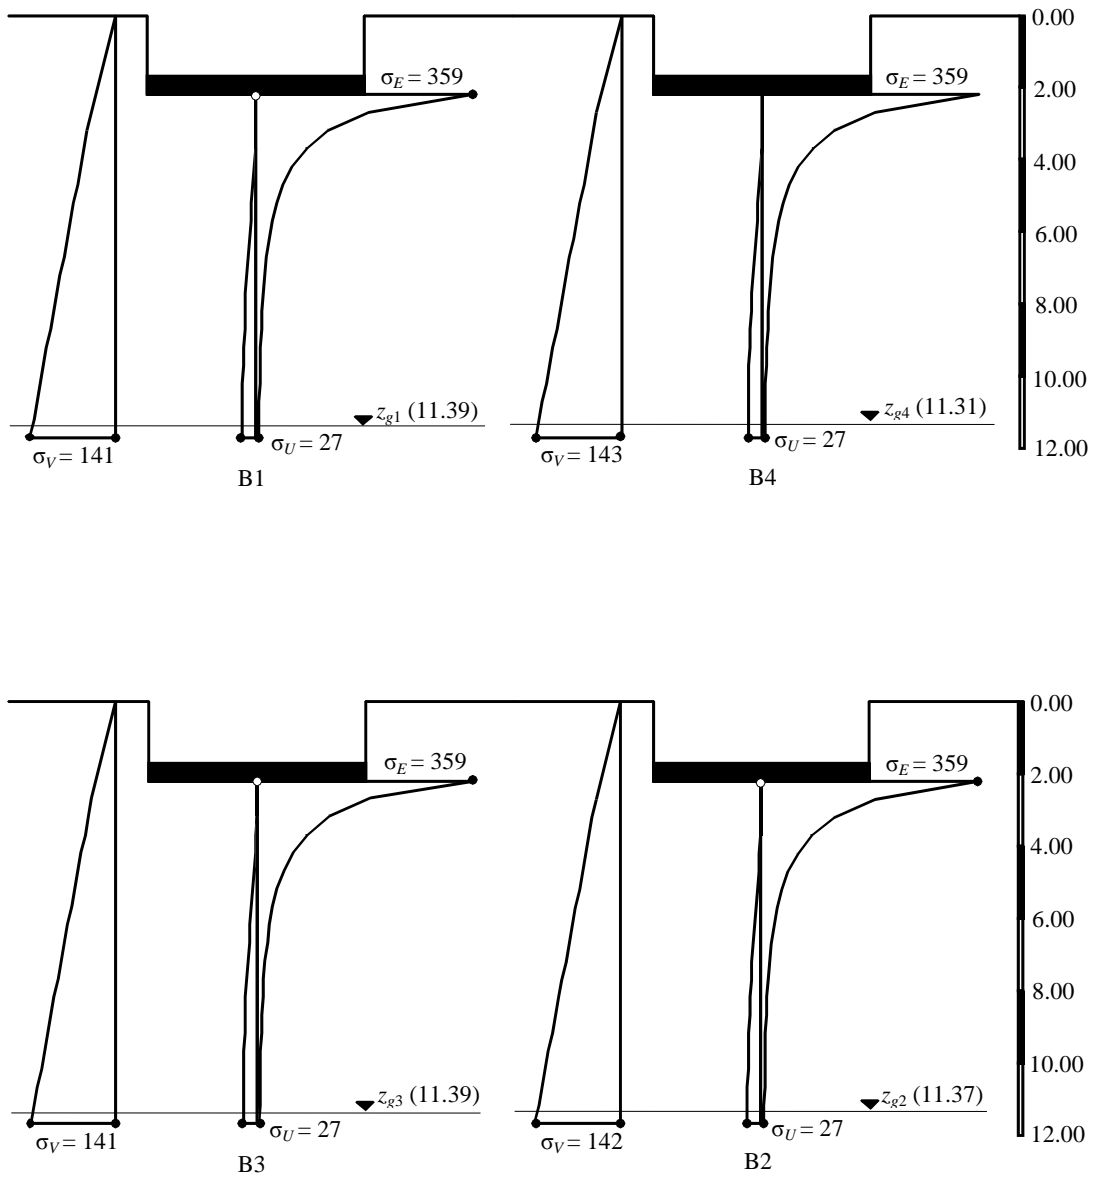 0.00
σE = 359
σE = 359
2.00
4.00
6.00
8.00
10.00
zg1 (11.39)
zg4 (11.31)
σU = 27
σU = 27
12.00
σV = 141
σV = 143
B1
B4
0.00
σE = 359
σE = 359
2.00
4.00
6.00
8.00
10.00
zg3 (11.39)
zg2 (11.37)
σU = 27
σU = 27
12.00
σV = 141
σV = 142
B3
B2